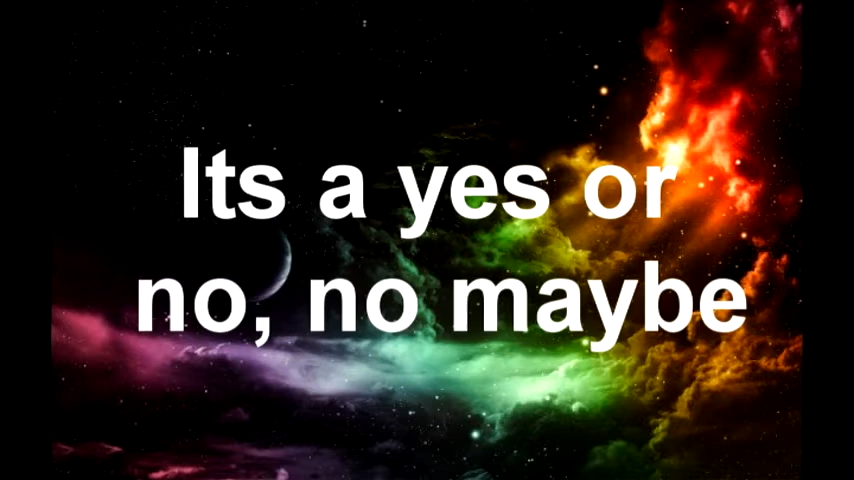 Its a yes or
no, no maybe